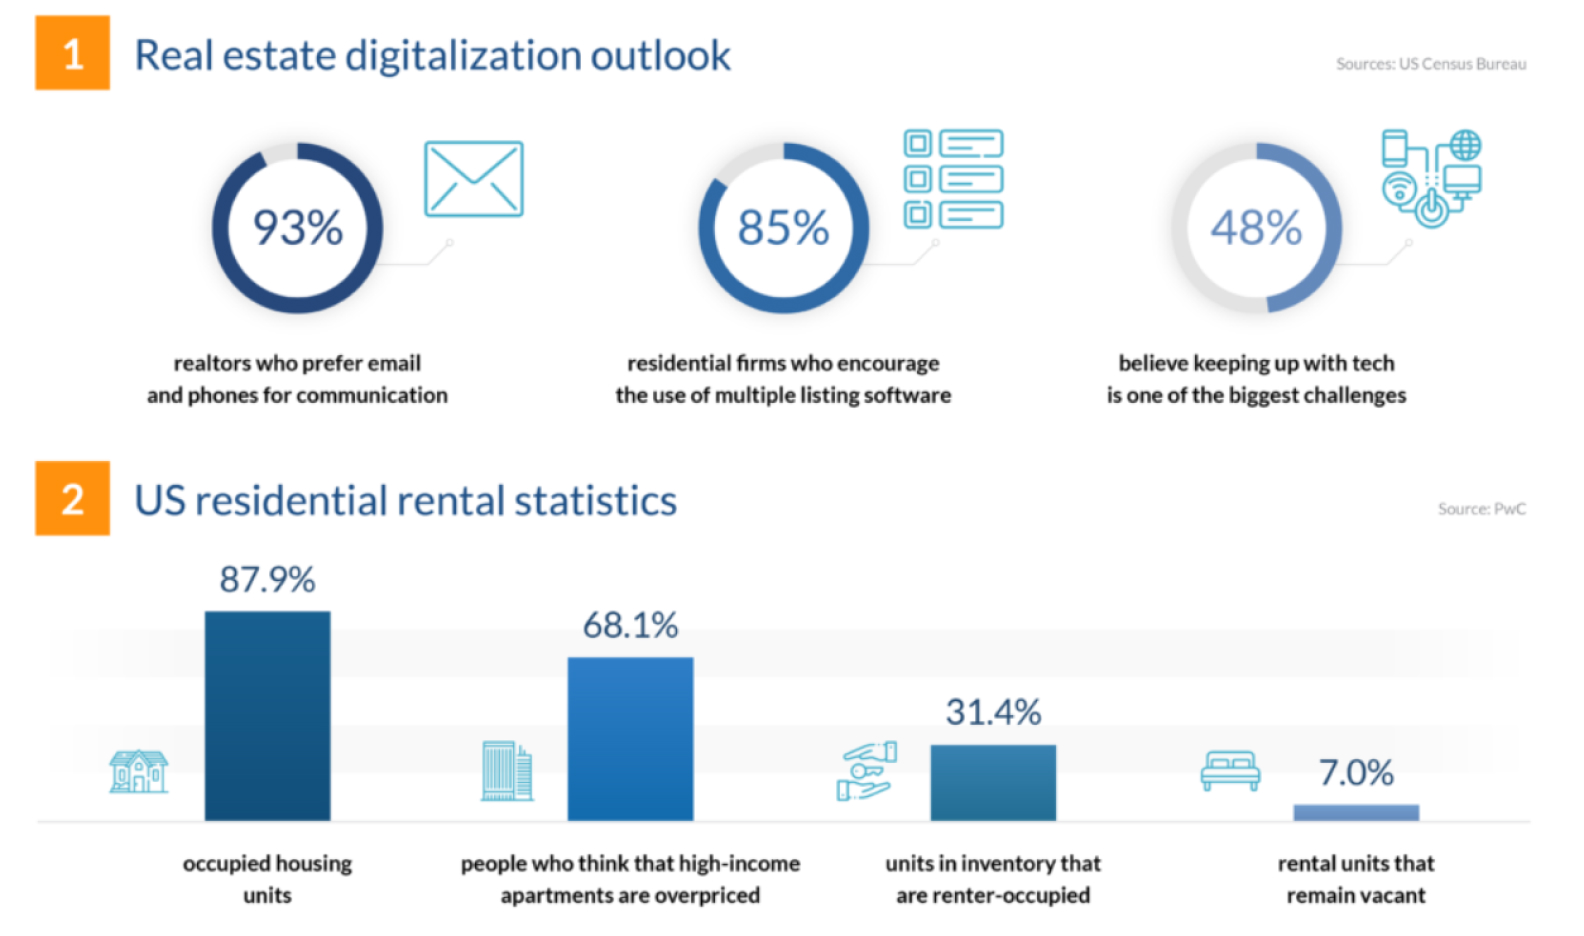 1
Real estate digitalization outlook
Sources: US Census Bureau
93%
realtors who prefer email
and phones for communication
85%
residential firms who encourage
the use of multiple listing software
48%
believe keeping up with tech
is one of the biggest challenges
2
US residential rental statistics
Source: PwC
87.9%
occupied housing
units
68.1%
people who think that high-income
apartments are overpriced
31.4%
units in inventory that
are renter-occupied
7.0%
rental units that
remain vacant